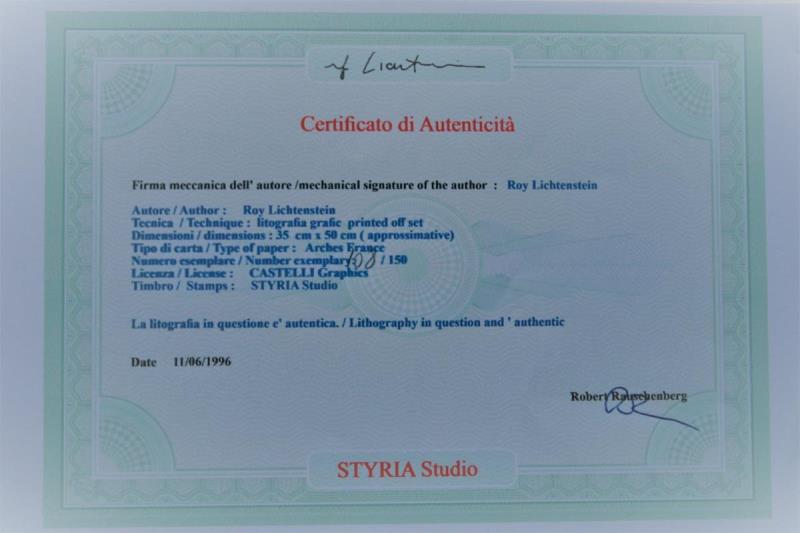 rf Lichtenstein
Certificato di Autenticità
Firma meccanica dell' autore /mechanical signature of the author : Roy Lichtenstein
Autore / Author : Roy Lichtenstein
Tecnica / Technique : litografia grafic printed off set
Dimensioni / dimensions : 35 cm x 50 cm ( approssimative)
Tipo di carta / Type of paper : Arches France
Numero esemplare / Number exemplary 108 / 150
Licenza / License : CASTELLI Graphics
Timbro / Stamps : STYRIA Studio
La litografia in questione e' autentica. / Lithography in question and ' authentic
Date 11/06/1996
Robert Rauschenberg
STYRIA Studio